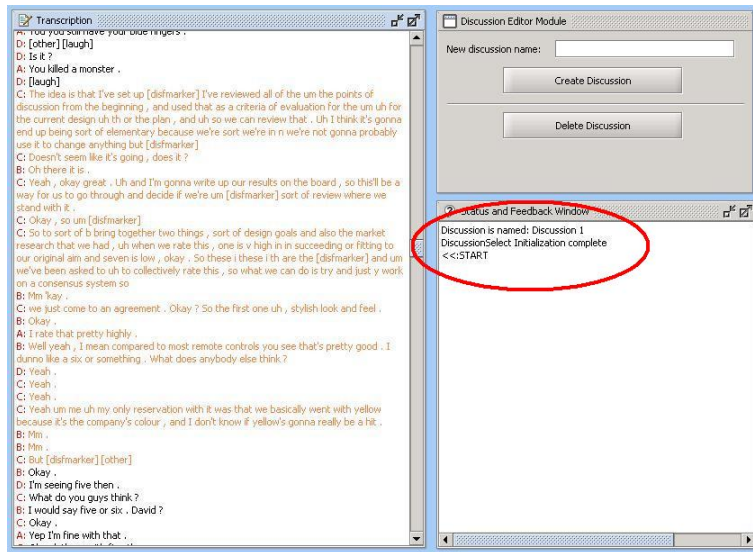 Transcription
A: You you still have your blue fingers .
D: [other] [laugh]
D: Is it ?
A: You killed a monster .
D: [laugh]
C: The idea is that I've set up [disfmarker] I've reviewed all of the um the points of
discussion from the beginning , and used that as a criteria of evaluation for the um uh for
the current design uh th or the plan , and uh so we can review that . Uh I think it's gonna
end up being sort of elementary because we're sort we're in n we're not gonna probably
use it to change anything but [disfmarker]
C: Doesn't seem like it's going , does it ?
B: Oh there it is .
C: Yeah , okay great . Uh and I'm gonna write up our results on the board , so this'll be a
way for us to go through and decide if we're um [disfmarker] sort of review where we
stand with it .
C: Okay , so um [disfmarker]
C: So to sort of b bring together two things , sort of design goals and also the market
research that we had , uh when we rate this , one is v high in in succeeding or fitting to
our original aim and seven is low , okay . So these i these i th are the [disfmarker] and um
we've been asked to uh to collectively rate this , so what we can do is try and just y work
on a consensus system so
B: Mm 'kay .
C: we just come to an agreement . Okay ? So the first one uh , stylish look and feel .
B: Okay .
A: I rate that pretty highly .
B: Well yeah , I mean compared to most remote controls you see that's pretty good . I
dunno like a six or something . What does anybody else think ?
D: Yeah .
C: Yeah .
C: Yeah .
C: Yeah um me uh my only reservation with it was that we basically went with yellow
because it's the company's colour , and I don't know if yellow's gonna really be a hit .
B: Mm .
B: Mm .
C: But [disfmarker] [other]
B: Okay .
D: I'm seeing five then .
C: What do you guys think ?
B: I would say five or six . David ?
C: Okay .
A: Yep I'm fine with that .
Discussion Editor Module
New discussion name:
Create Discussion
Delete Discussion
Status and Feedback Window
Discussion is named: Discussion 1
DiscussionSelect Initialization complete
<<:START